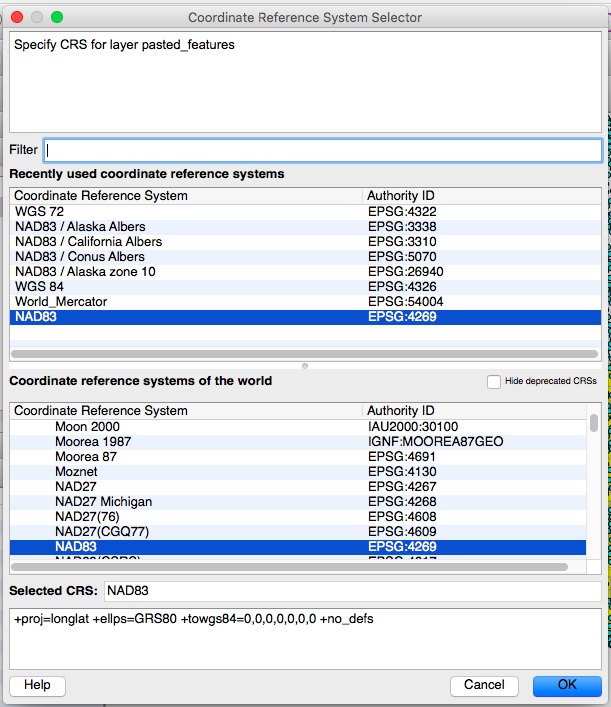 Coordinate Reference System Selector
Specify CRS for layer pasted_features
Filter
Recently used coordinate reference systems
Coordinate Reference System Authority ID
WGS 72 EPSG:4322
NAD83 / Alaska Albers EPSG:3338
NAD83 / California Albers EPSG:3310
NAD83 / Conus Albers EPSG:5070
NAD83 / Alaska zone 10 EPSG:26940
WGS 84 EPSG:4326
World_Mercator EPSG:54004
NAD83 EPSG:4269
Coordinate reference systems of the world Hide deprecated CRSs
Coordinate Reference System Authority ID
Moon 2000 IAU2000:30100
Moorea 1987 IGNF:MOOREA87GEO
Moorea 87 EPSG:4691
Moznet EPSG:4130
NAD27 EPSG:4267
NAD27 Michigan EPSG:4268
NAD27(76) EPSG:4608
NAD27(CGQ77) EPSG:4609
NAD83 EPSG:4269
Selected CRS: NAD83
+proj=longlat +ellps=GRS80 +towgs84=0,0,0,0,0,0,0 +no_defs
Help Cancel OK